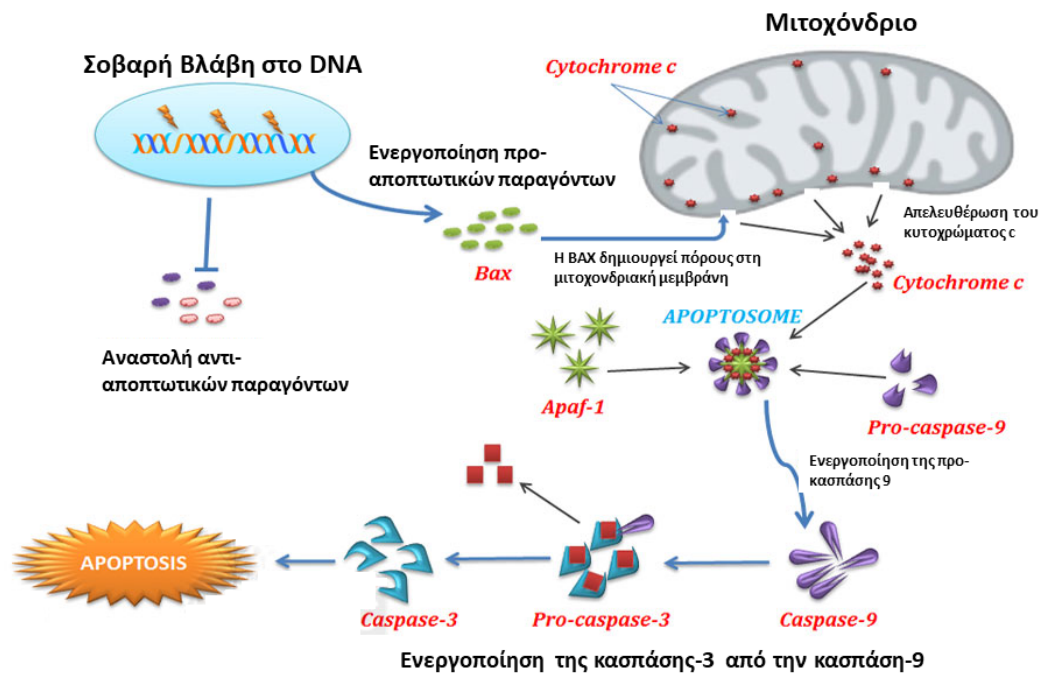 Μιτοχόνδριο
Σοβαρή Βλάβη στο DNA
Cytochrome c
Ενεργοποίηση προ-
αποπτωτικών παραγόντων
Απελευθέρωση του
κυτοχρώματος c
Bax
Η BAX δημιουργεί πόρους στη
μιτοχονδριακή μεμβράνη
Cytochrome c
APOPTOSOME
Αναστολή αντι-
αποπτωτικών παραγόντων
Apaf-1
Pro-caspase-9
Ενεργοποίηση της προ-
κασπάσης 9
APOPTOSIS
Caspase-3
Pro-caspase-3
Caspase-9
Ενεργοποίηση της κασπάσης-3 από την κασπάση-9